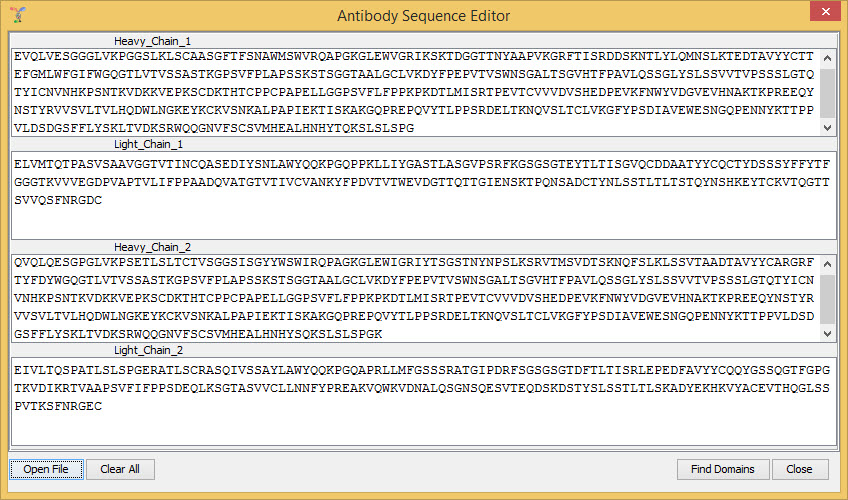 Antibody Sequence Editor
Heavy_Chain_1
EVQLVESGGGLVKPGGSLKLSCAASGFTFSNAWMSWVRQAPGKGLEWVGRIKSKTDGGTTNYAAPVKGRFTISRDDSKNTLYLQMNSLKTEDTAVYYCTT
EFGMLWFGIFWGQGTLVTVSSASTKGPSVFPLAPSSKSTSGGTAALGCLVKDYFPEPVTVSWNSGALTSGVHTFPAVLQSSGLYSLSSVVTVPSSSLGTQ
TYICNVNHKPSNTKVDKKVEPKSCDKTHTCPPCPAPELLGGPSVFLFPPKPKDTLMISRTPEVTCVVVDVSHEDPEVKFNWYVDGVEVHNAKTKPREEQY
NSTYRVVSVLTVLHQDWLNGKEYKCKVSNKALPAPIEKTISKAKGQPREPQVYTLPPSRDELTKNQVSLTCLVKGFYPSDIAVEWESNGQPENNYKTTPP
VLDSDGSFFLYSKLTVDKSRWQQGNVFSCSVMHEALHNHYTQKSLSLSPG
Light_Chain_1
ELVMTQTPASVSAAVGGTVTINCQASEDIYSNLAWYQQKPGQPPKLLIYGASTLASGVPSRFKGSGSGTEYTLTISGVQCDDAATYYCQCTYDSSSYFFYTF
GGGTKVVVEGDPVAPTVLIFPPAADQVATGTVTIVCVANKYFPDVTVTWEVDGTTQTTGIENSKTPQNSADCTYNLSSTLTLTSTQYNSHKEYTCKVTQGTT
SVVQSFNRGDC
Heavy_Chain_2
QVQLQESGPGLVKPSETLSLTCTVSGGSISGYYWSWIRQPAGKGLEWIGRIYTSGSTNYNPSLKSRVTMSVDTSKNQFSLKLSSVTAADTAVYYCARGRF
TYFDYWGQGTLVTVSSASTKGPSVFPLAPSSKSTSGGTAALGCLVKDYFPEPVTVSWNSGALTSGVHTFPAVLQSSGLYSLSSVVTVPSSSLGTQTYICN
VNHKPSNTKVDKKVEPKSCDKTHTCPPCPAPELLGGPSVFLFPPKPKDTLMISRTPEVTCVVVDVSHEDPEVKFNWYVDGVEVHNAKTKPREEQYNSTYR
VVSVLTVLHQDWLNGKEYKCKVSNKALPAPIEKTISKAKGQPREPQVYTLPPSRDELTKNQVSLTCLVKGFYPSDIAVEWESNGQPENNYKTTPPVLDSD
GSFFLYSKLTVDKSRWQQGNVFSCSVMHEALHNHYSQKSLSLSPGK
Light_Chain_2
EIVLTQSPATLSLSPGERATLSCRASQIVSSAYLAWYQQKPGQAPRLLMFGSSSRATGIPDRFSGSGSGTDFTLTISRLEPEDFAVYYCQQYGSSQGTFGPG
TKVDIKRTVAAPSVFIFPPSDEQLKSGTASVVCLLNNFYPREAKVQWKVDNALQSGNSQESVTEQDSKDSTYSLSSTLTLSKADYEKHKVYACEVTHQGLSS
PVTKSFNRGEC
Open File Clear All Find Domains Close